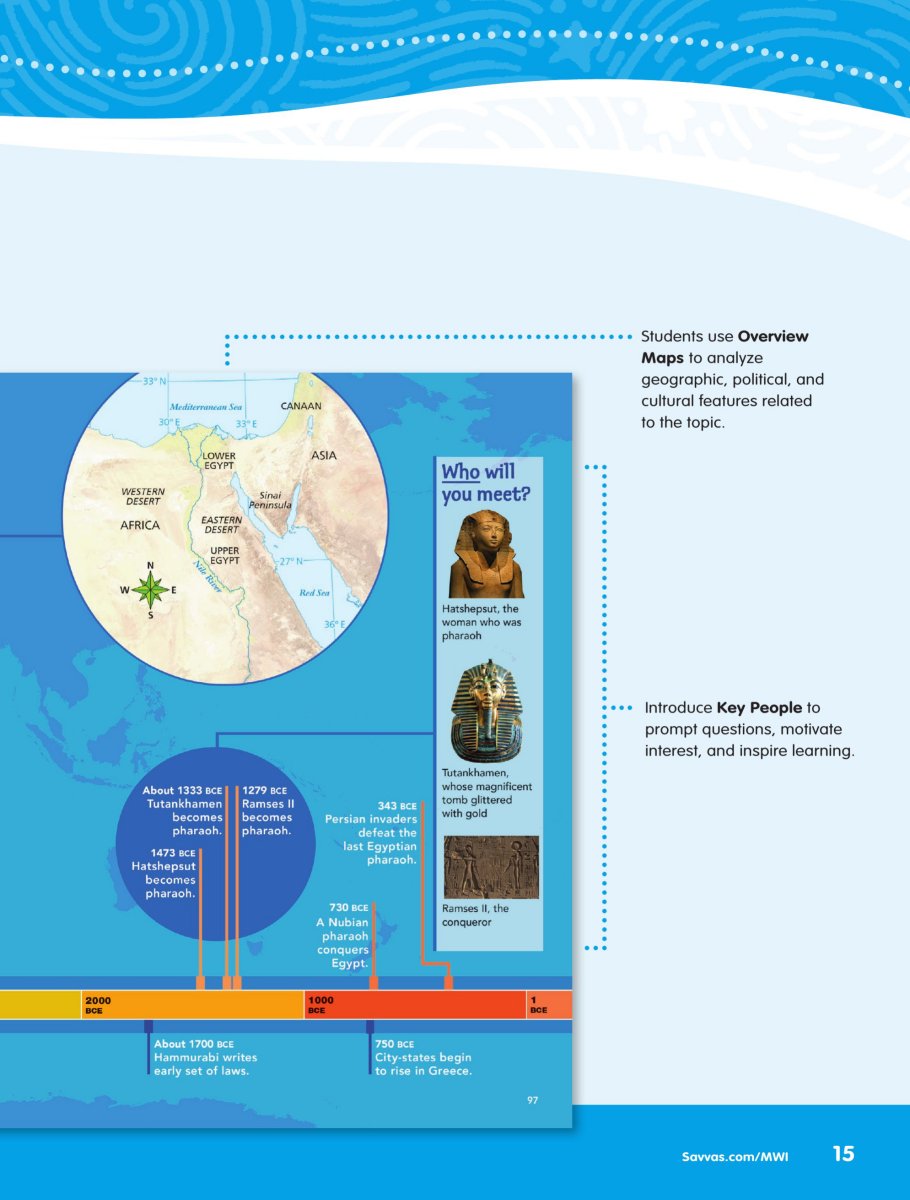 Students use Overview
Maps to analyze
geographic, political, and
cultural features related
to the topic.
33° N
Mediterranean Sea
CANAAN
30° E
33° E
LOWER
EGYPT
ASIA
WESTERN
DESERT
Sinai
Peninsula
AFRICA
EASTERN
DESERT
UPPER
EGYPT
27° N
N
W
E
S
Nile River
Red Sea
36° E
Who will
you meet?
Hatshepsut, the
woman who was
pharaoh
Tutankhamen,
whose magnificent
tomb glittered
with gold
Ramses II, the
conqueror
Introduce Key People to
prompt questions, motivate
interest, and inspire learning.
About 1333 BCE
Tutankhamen
becomes
pharaoh.
1279 BCE
Ramses II
becomes
pharaoh.
1473 BCE
Hatshepsut
becomes
pharaoh.
343 BCE
Persian invaders
defeat the
last Egyptian
pharaoh.
730 BCE
A Nubian
pharaoh
conquers
Egypt.
2000
BCE
1000
BCE
1
BCE
About 1700 BCE
Hammurabi writes
early set of laws.
750 BCE
City-states begin
to rise in Greece.
97
Savvas.com/MWI
15